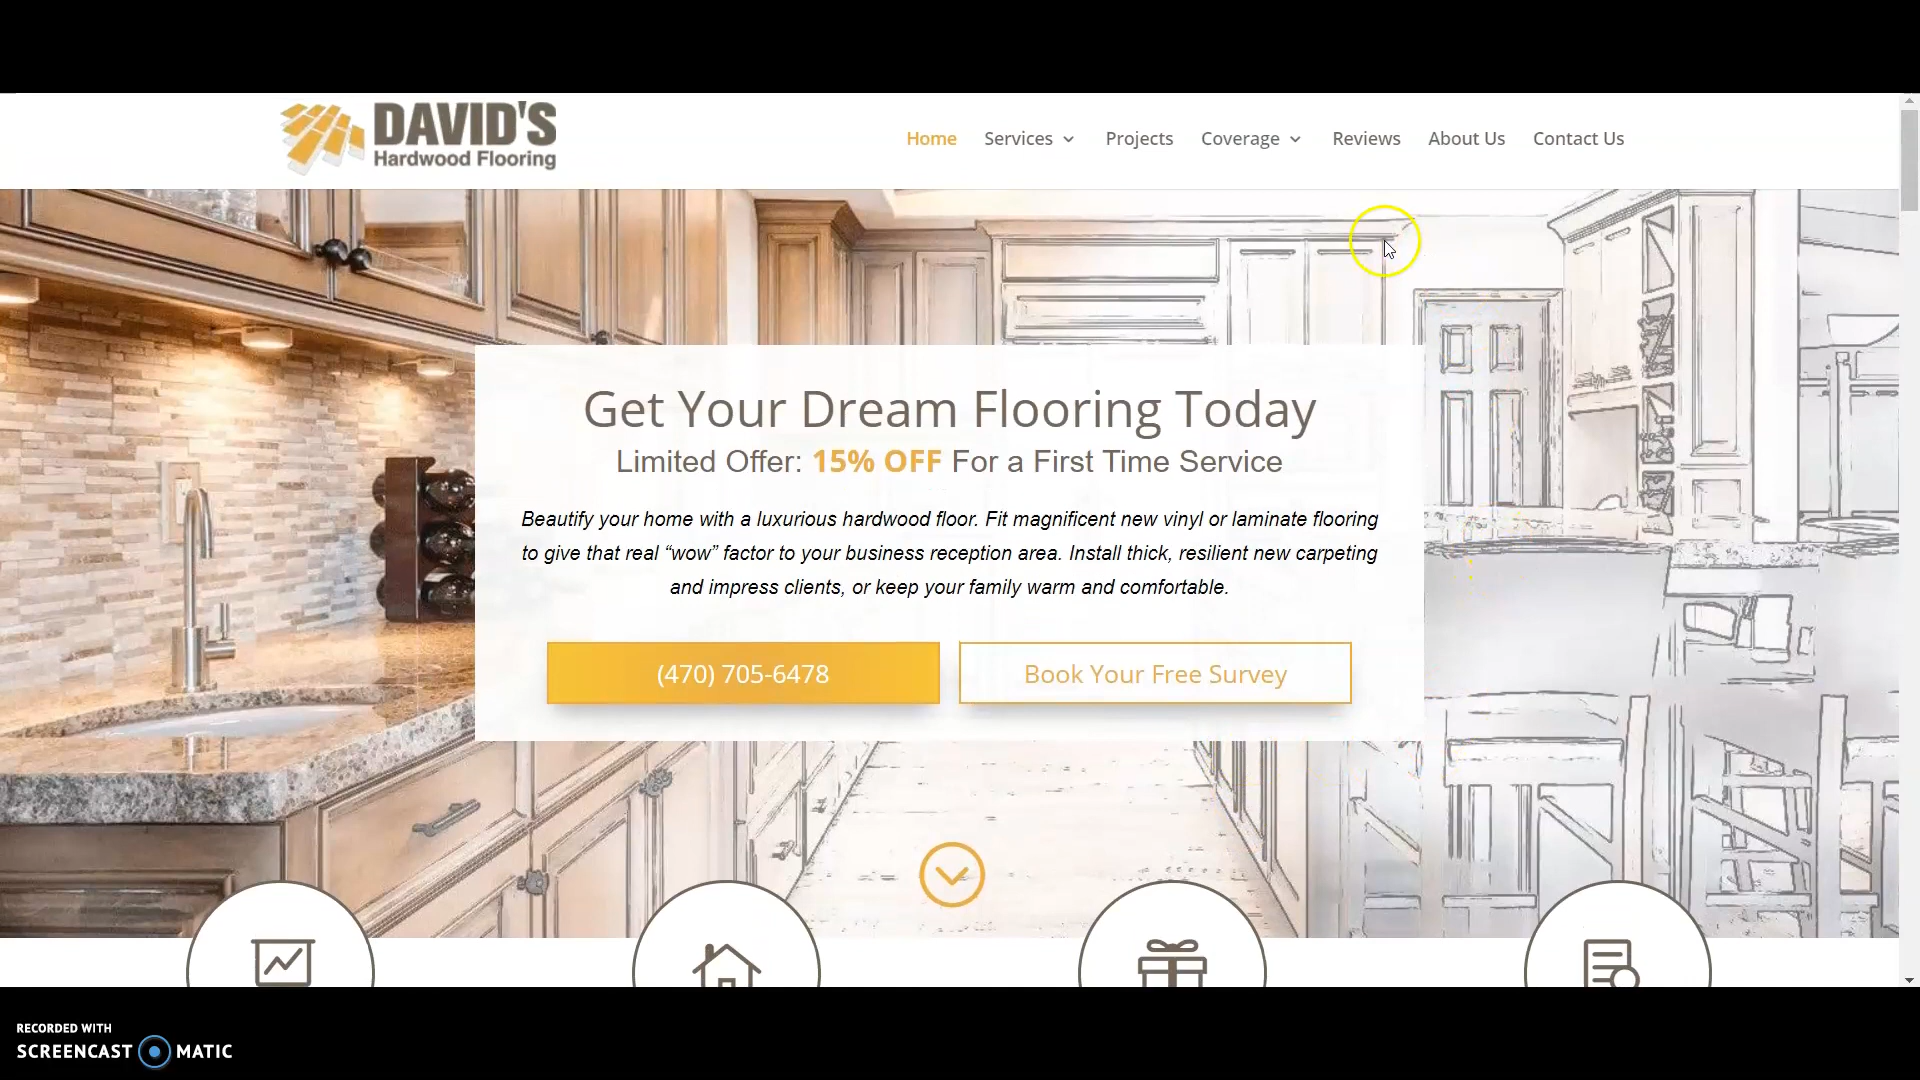 DAVID'S
Hardwood Flooring
Home Services Projects Coverage Reviews About Us Contact Us
Get Your Dream Flooring Today
Limited Offer: 15% OFF For a First Time Service
Beautify your home with a luxurious hardwood floor. Fit magnificent new vinyl or laminate flooring
to give that real “wow” factor to your business reception area. Install thick, resilient new carpeting
and impress clients, or keep your family warm and comfortable.
(470) 705-6478
Book Your Free Survey
RECORDED WITH
SCREENCAST MATIC